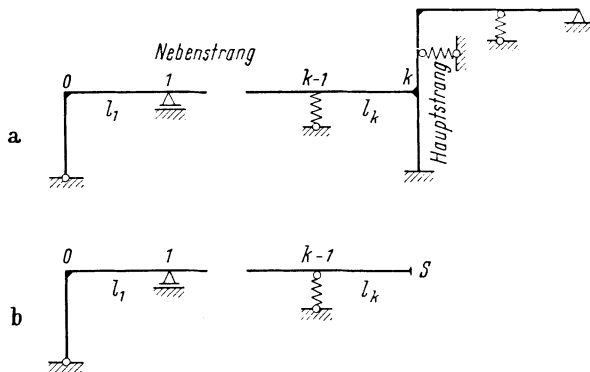 Nebenstrang
0 1 k-1 k
l₁ lₖ
a
Hauptstrang
0 1 k-1
l₁ lₖ S
b